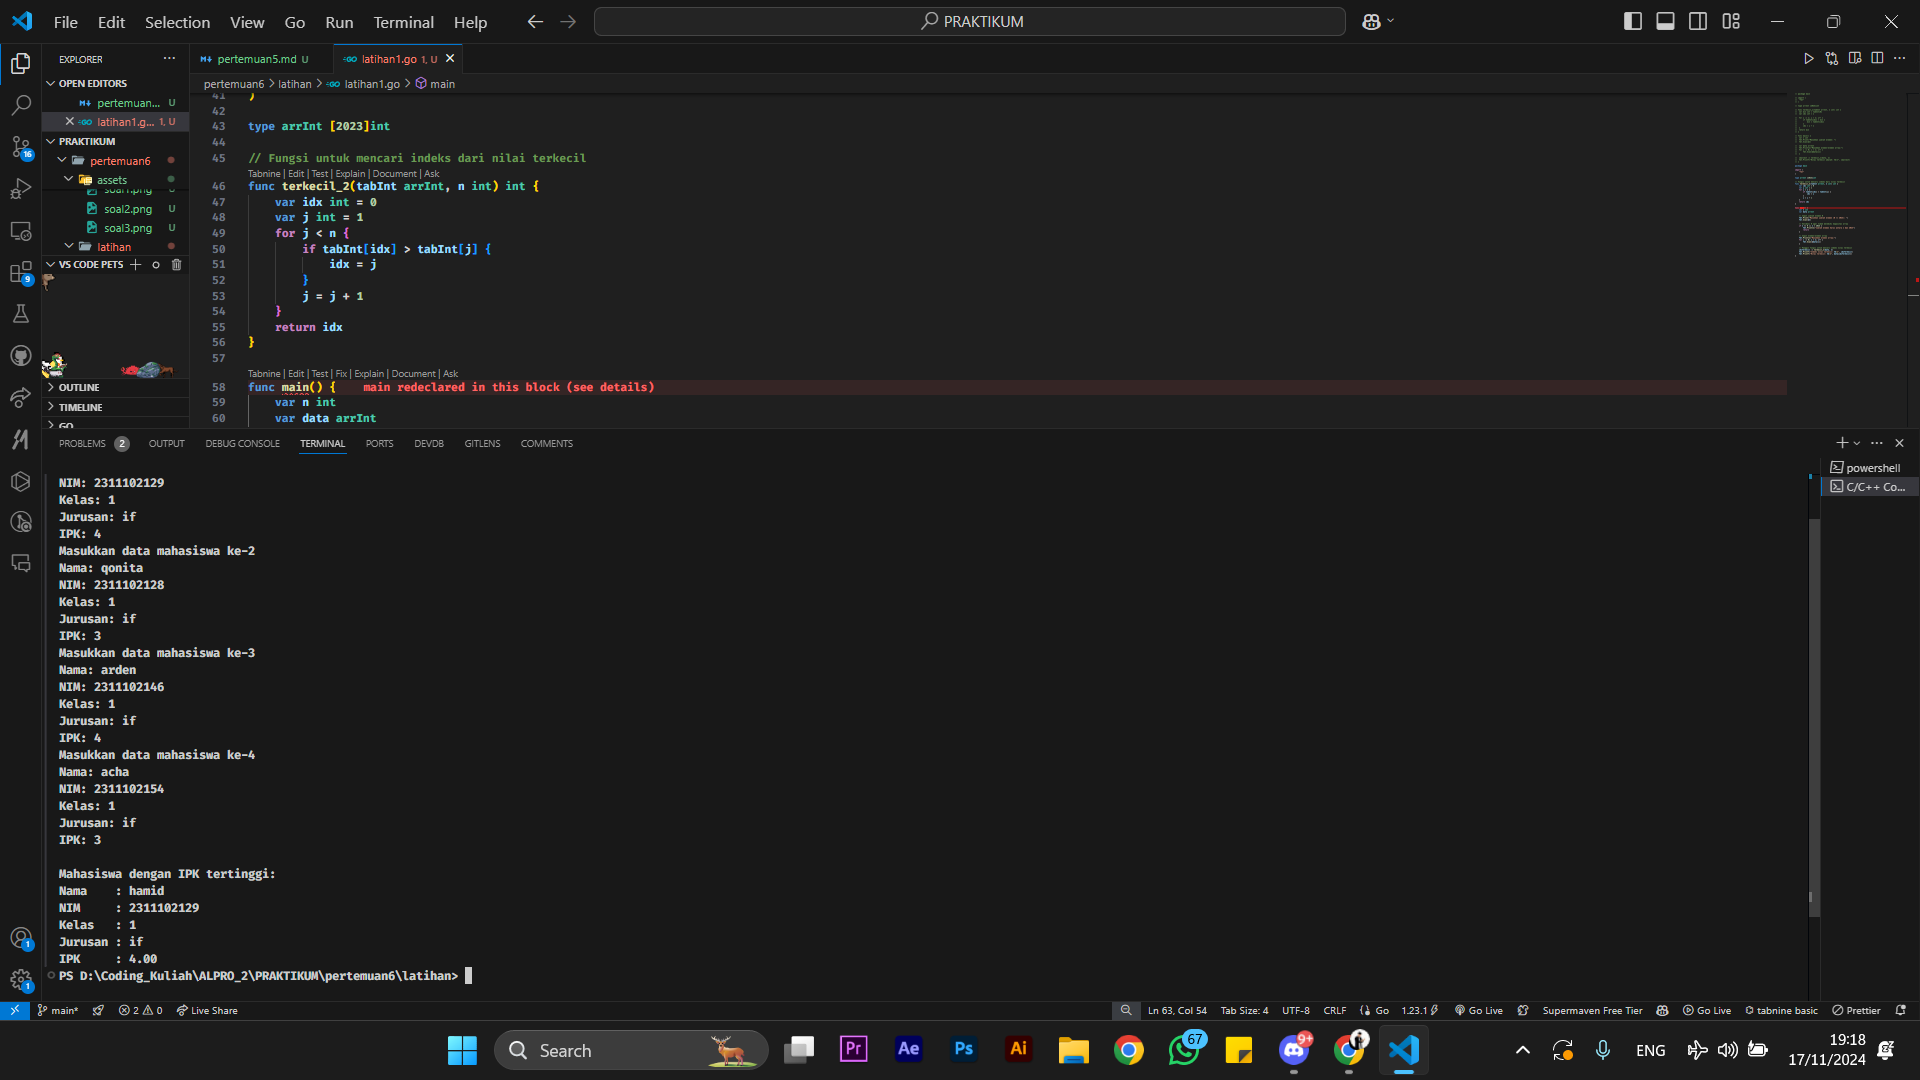 File Edit Selection View Go Run Terminal Help
PRAKTIKUM
EXPLORER
OPEN EDITORS
pertemuan... U
latihan1.g... 1, U
PRAKTIKUM
pertemuan6
assets
soal1.png U
soal2.png U
soal3.png U
latihan
VS CODE PETS
OUTLINE
TIMELINE
GO
16
9
1
1
pertemuan5.md U
latihan1.go 1, U
pertemuan6 > latihan > latihan1.go > main
41 )
42
43 type arrInt [2023]int
44
45 // Fungsi untuk mencari indeks dari nilai terkecil
Tabnine | Edit | Test | Explain | Document | Ask
46 func terkecil_2(tabInt arrInt, n int) int {
47 var idx int = 0
48 var j int = 1
49 for j < n {
50 if tabInt[idx] > tabInt[j] {
51 idx = j
52 }
53 j = j + 1
54 }
55 return idx
56 }
57
Tabnine | Edit | Test | Fix | Explain | Document | Ask
58 func main() { main redeclared in this block (see details)
59 var n int
60 var data arrInt
PROBLEMS 2 OUTPUT DEBUG CONSOLE TERMINAL PORTS DEVDB GITLENS COMMENTS
powershell
C/C++ Co...
NIM: 2311102129
Kelas: 1
Jurusan: if
IPK: 4
Masukkan data mahasiswa ke-2
Nama: qonita
NIM: 2311102128
Kelas: 1
Jurusan: if
IPK: 3
Masukkan data mahasiswa ke-3
Nama: arden
NIM: 2311102146
Kelas: 1
Jurusan: if
IPK: 4
Masukkan data mahasiswa ke-4
Nama: acha
NIM: 2311102154
Kelas: 1
Jurusan: if
IPK: 3
Mahasiswa dengan IPK tertinggi:
Nama : hamid
NIM : 2311102129
Kelas : 1
Jurusan : if
IPK : 4.00
PS D:\Coding_Kuliah\ALPRO_2\PRAKTIKUM\pertemuan6\latihan>
main* 2 0 Live Share
Ln 63, Col 54 Tab Size: 4 UTF-8 CRLF Go 1.23.1 Go Live Supermaven Free Tier Go Live tabnine basic Prettier
Search
Pr Ae Ps Ai 67 9+
ENG
19:18
17/11/2024